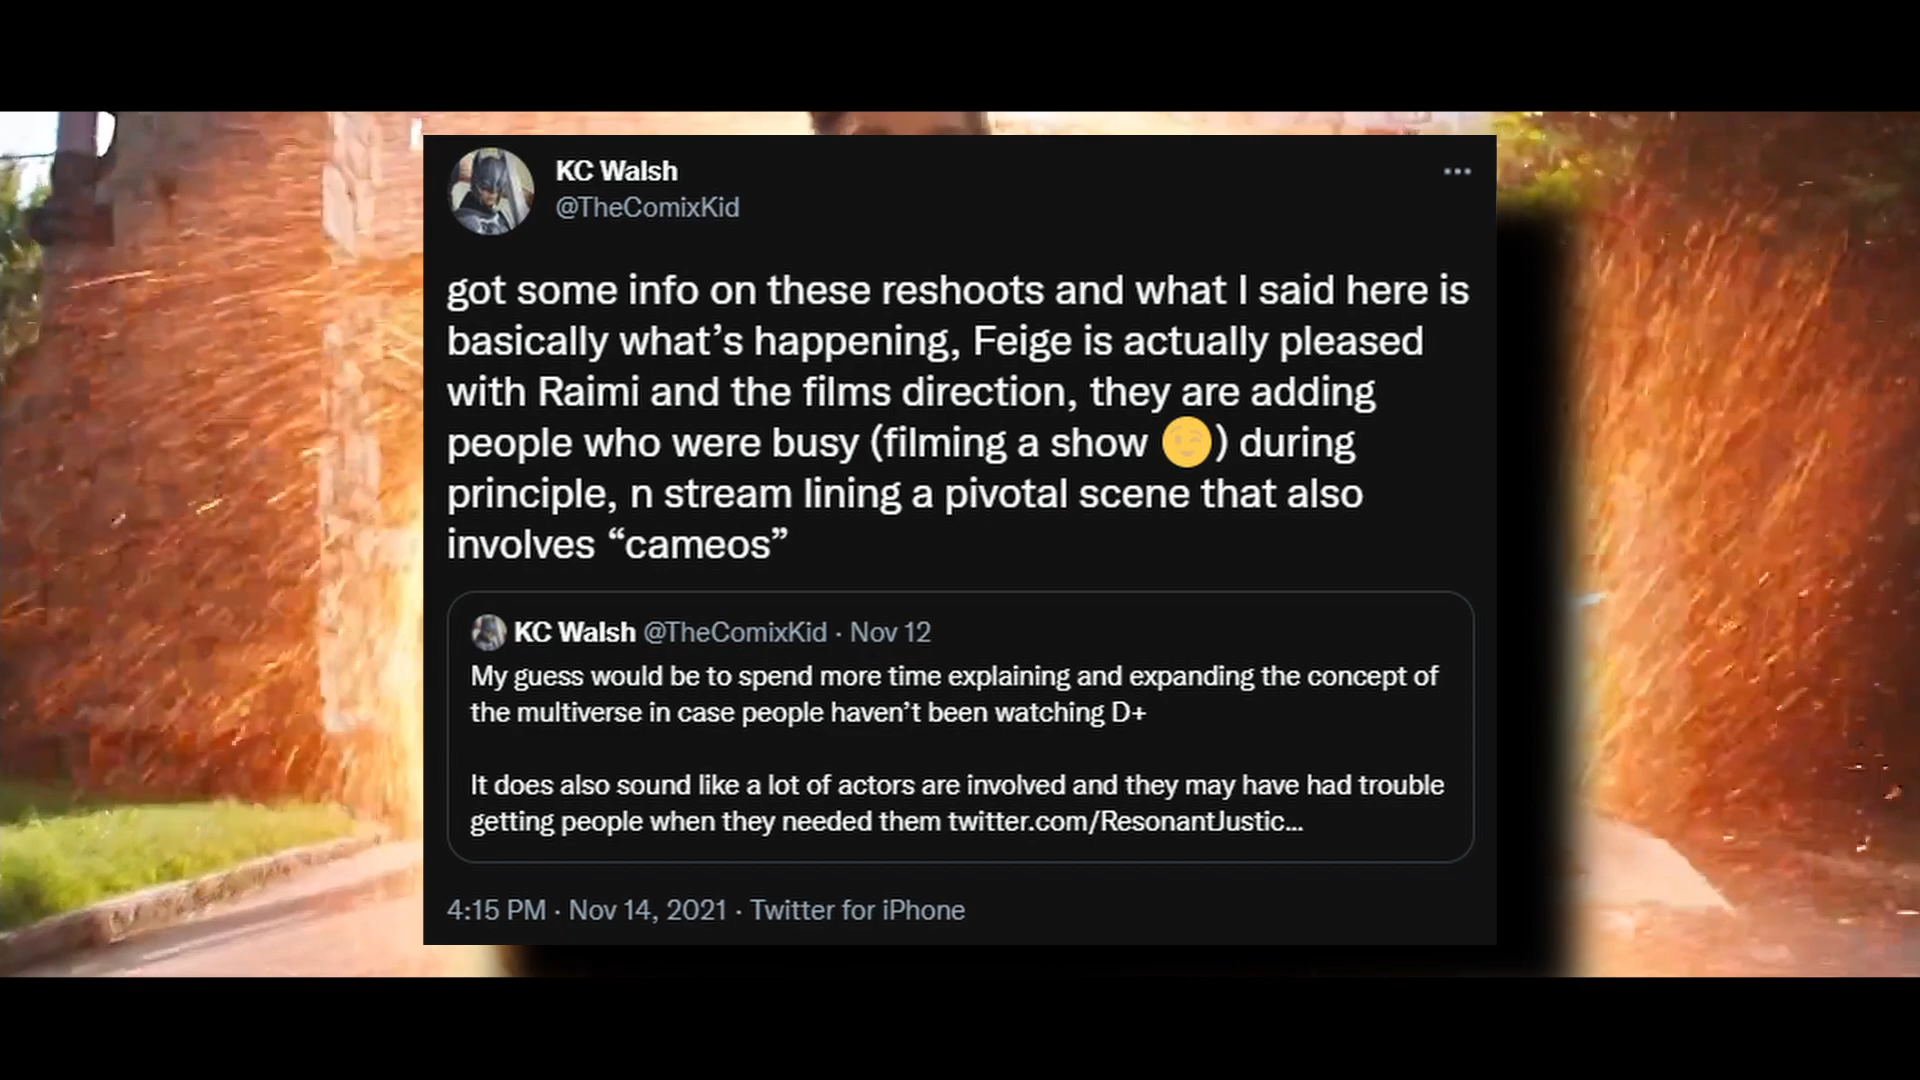 KC Walsh
@TheComixKid
got some info on these reshoots and what I said here is
basically what’s happening, Feige is actually pleased
with Raimi and the films direction, they are adding
people who were busy (filming a show 😉) during
principle, n stream lining a pivotal scene that also
involves “cameos”
KC Walsh @TheComixKid · Nov 12
My guess would be to spend more time explaining and expanding the concept of
the multiverse in case people haven’t been watching D+
It does also sound like a lot of actors are involved and they may have had trouble
getting people when they needed them twitter.com/ResonantJustic...
4:15 PM · Nov 14, 2021 · Twitter for iPhone